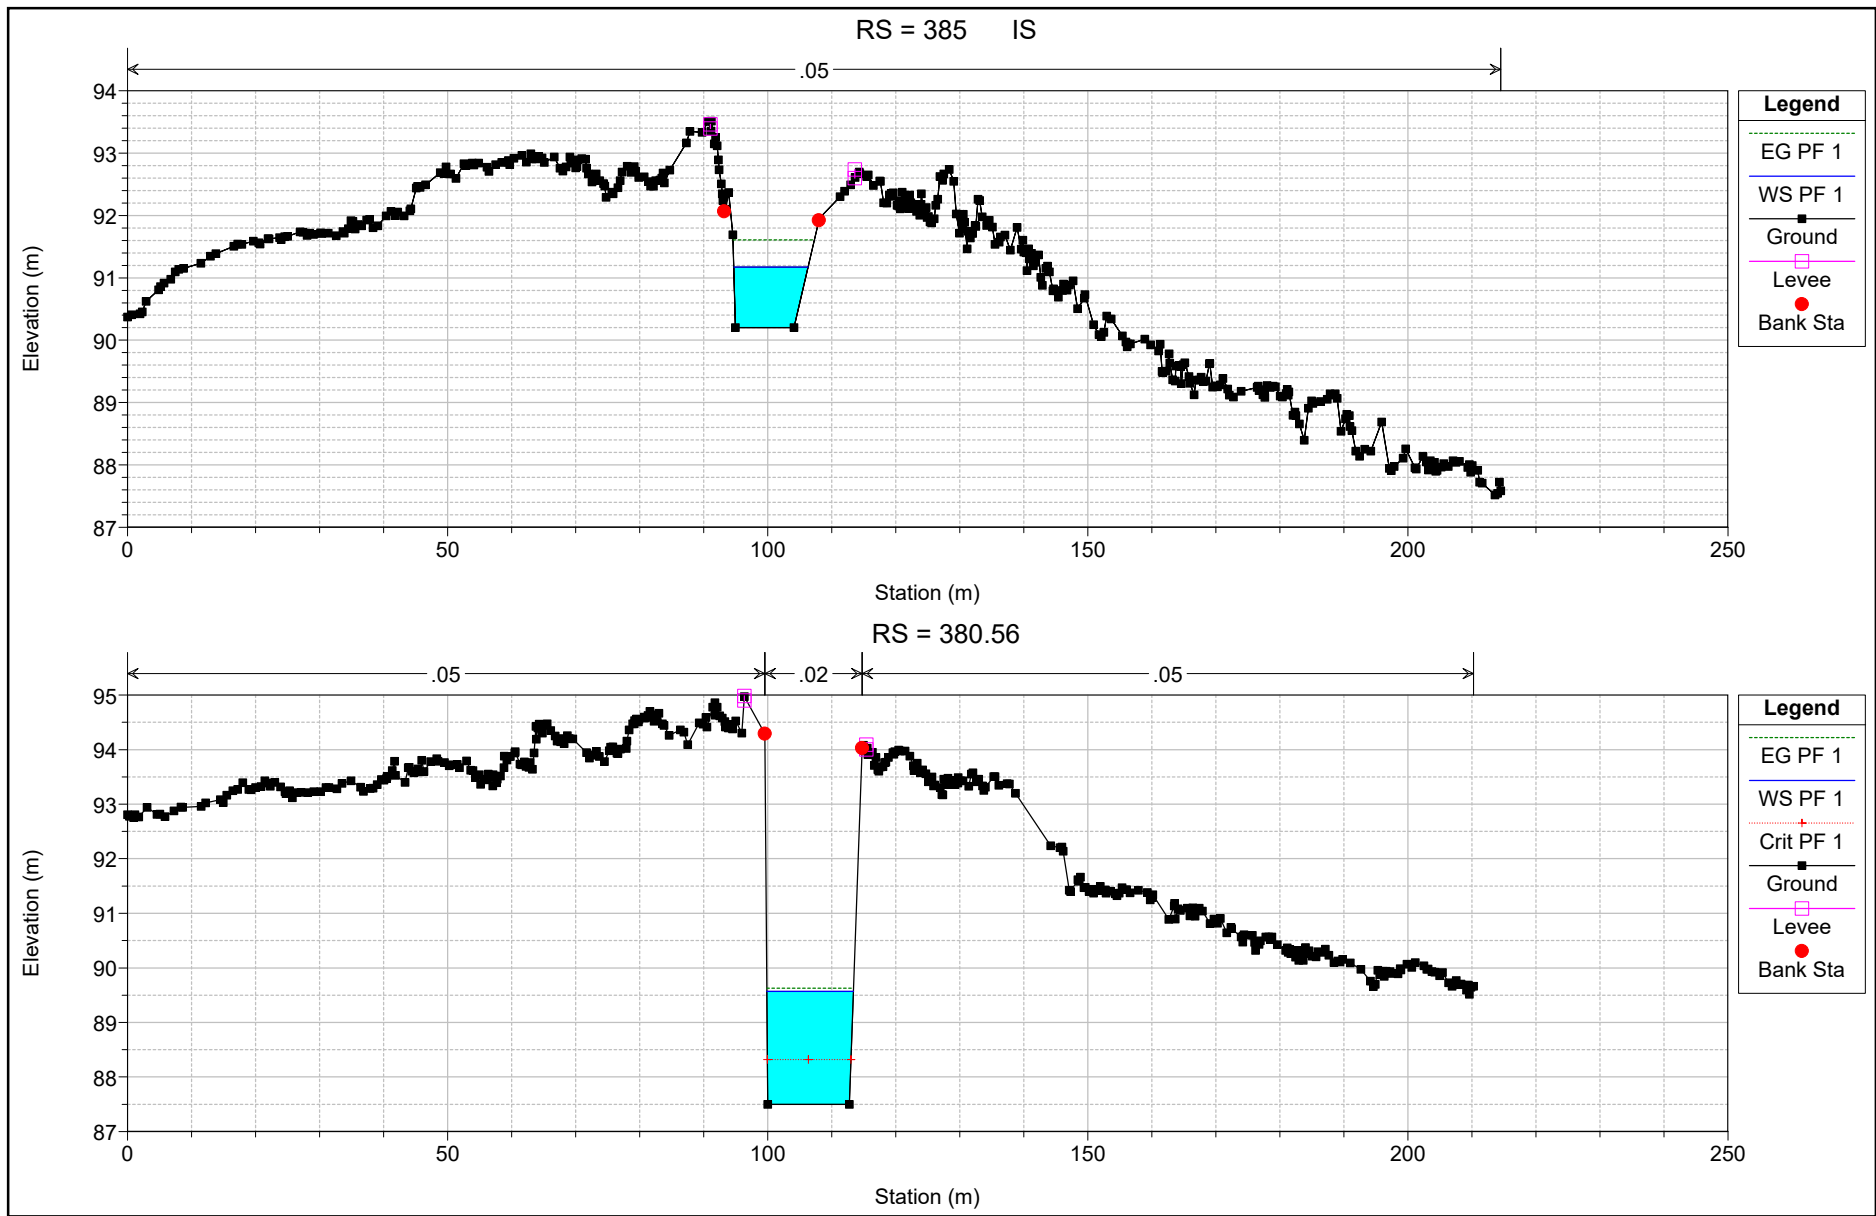 RS = 385 IS
.05
94
93
92
91
90
89
88
87
0 50 100 150 200 250
Elevation (m)
Station (m)
Legend
EG PF 1
WS PF 1
Ground
Levee
Bank Sta
RS = 380.56
.05 .02 .05
95
94
93
92
91
90
89
88
87
0 50 100 150 200 250
Elevation (m)
Station (m)
Legend
EG PF 1
WS PF 1
Crit PF 1
Ground
Levee
Bank Sta